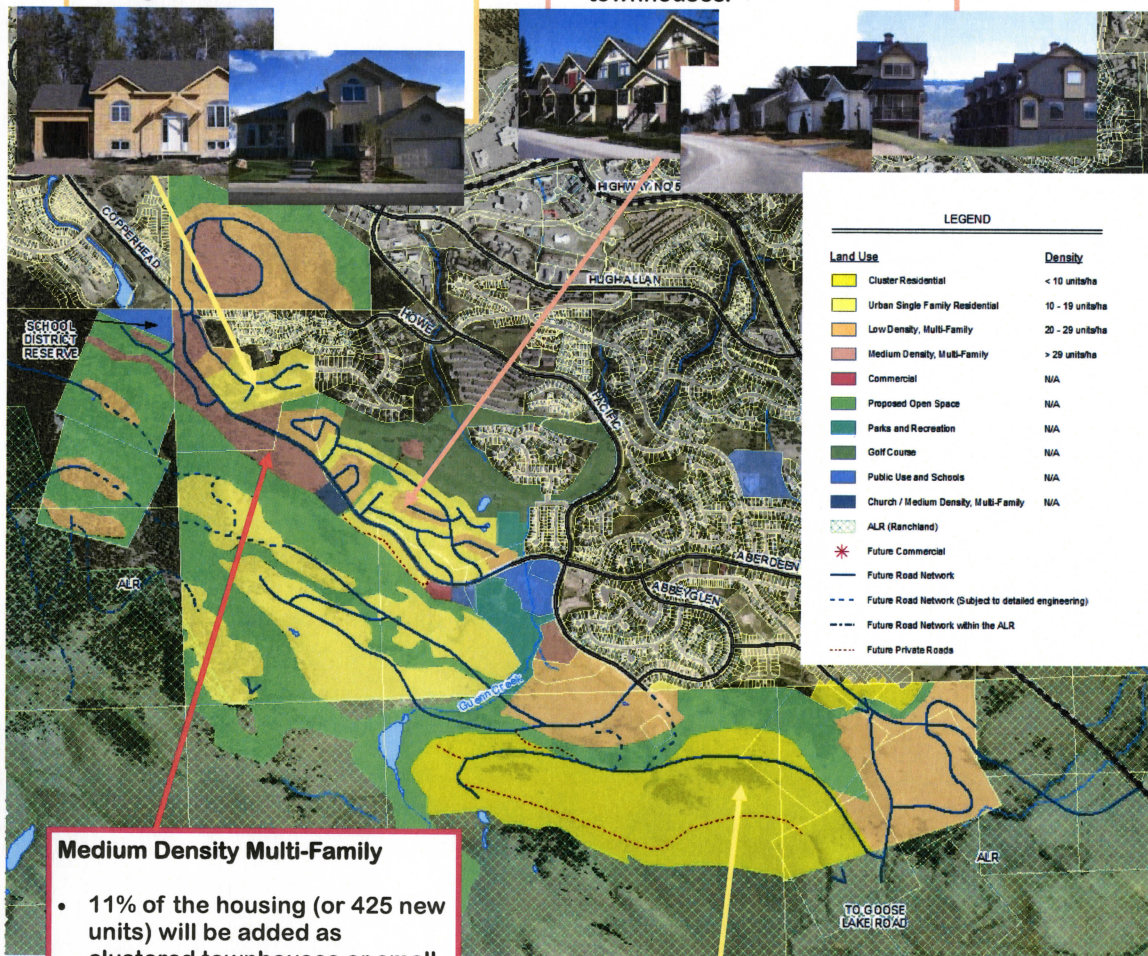 townhouses.
HIGHWAY NO 5
COPPERHEAD
HUGHALLAN
HOWE
PACIFIC
SCHOOL
DISTRICT
RESERVE
ABERDEEN
ABBEYGLEN
ALR
Guerin Creek
ALR
TO GOOSE
LAKE ROAD
LEGEND
Land Use Density
Cluster Residential < 10 units/ha
Urban Single Family Residential 10 - 19 units/ha
Low Density, Multi-Family 20 - 29 units/ha
Medium Density, Multi-Family > 29 units/ha
Commercial N/A
Proposed Open Space N/A
Parks and Recreation N/A
Golf Course N/A
Public Use and Schools N/A
Church / Medium Density, Multi-Family N/A
ALR (Ranchland)
Future Commercial
Future Road Network
Future Road Network (Subject to detailed engineering)
Future Road Network within the ALR
Future Private Roads
Medium Density Multi-Family
• 11% of the housing (or 425 new
units) will be added as
clustered townhouses or small